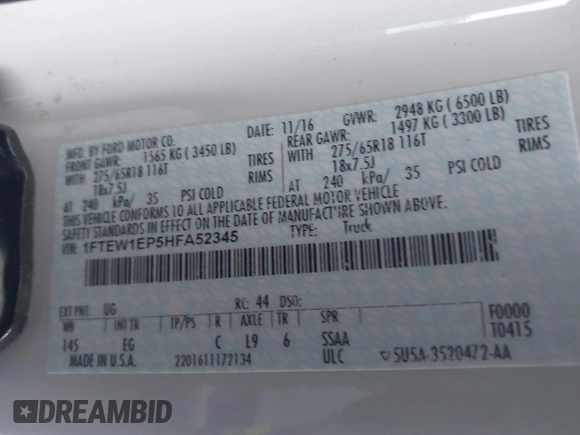 MFD. BY FORD MOTOR CO. DATE: 11/16 GVWR: 2948 KG ( 6500 LB)
FRONT GAWR: 1565 KG ( 3450 LB) REAR GAWR: 1497 KG ( 3300 LB)
WITH 275/65R18 116T TIRES WITH 275/65R18 116T TIRES
18x7.5J RIMS 18x7.5J RIMS
AT 240 kPa/ 35 PSI COLD AT 240 kPa/ 35 PSI COLD
THIS VEHICLE CONFORMS TO ALL APPLICABLE FEDERAL MOTOR VEHICLE
SAFETY STANDARDS IN EFFECT ON THE DATE OF MANUFACTURE SHOWN ABOVE.
VIN: 1FTEW1EP5HFA52345 TYPE: Truck
EXT PNT: UG RC: 44 DSO: F0000
WB INT TR TP/PS R AXLE TR SPR T0415
145 EG C L9 6 SSAA
MADE IN U.S.A. 2201611172134 ULC 5U5A-3520472-AA
DREAMBID